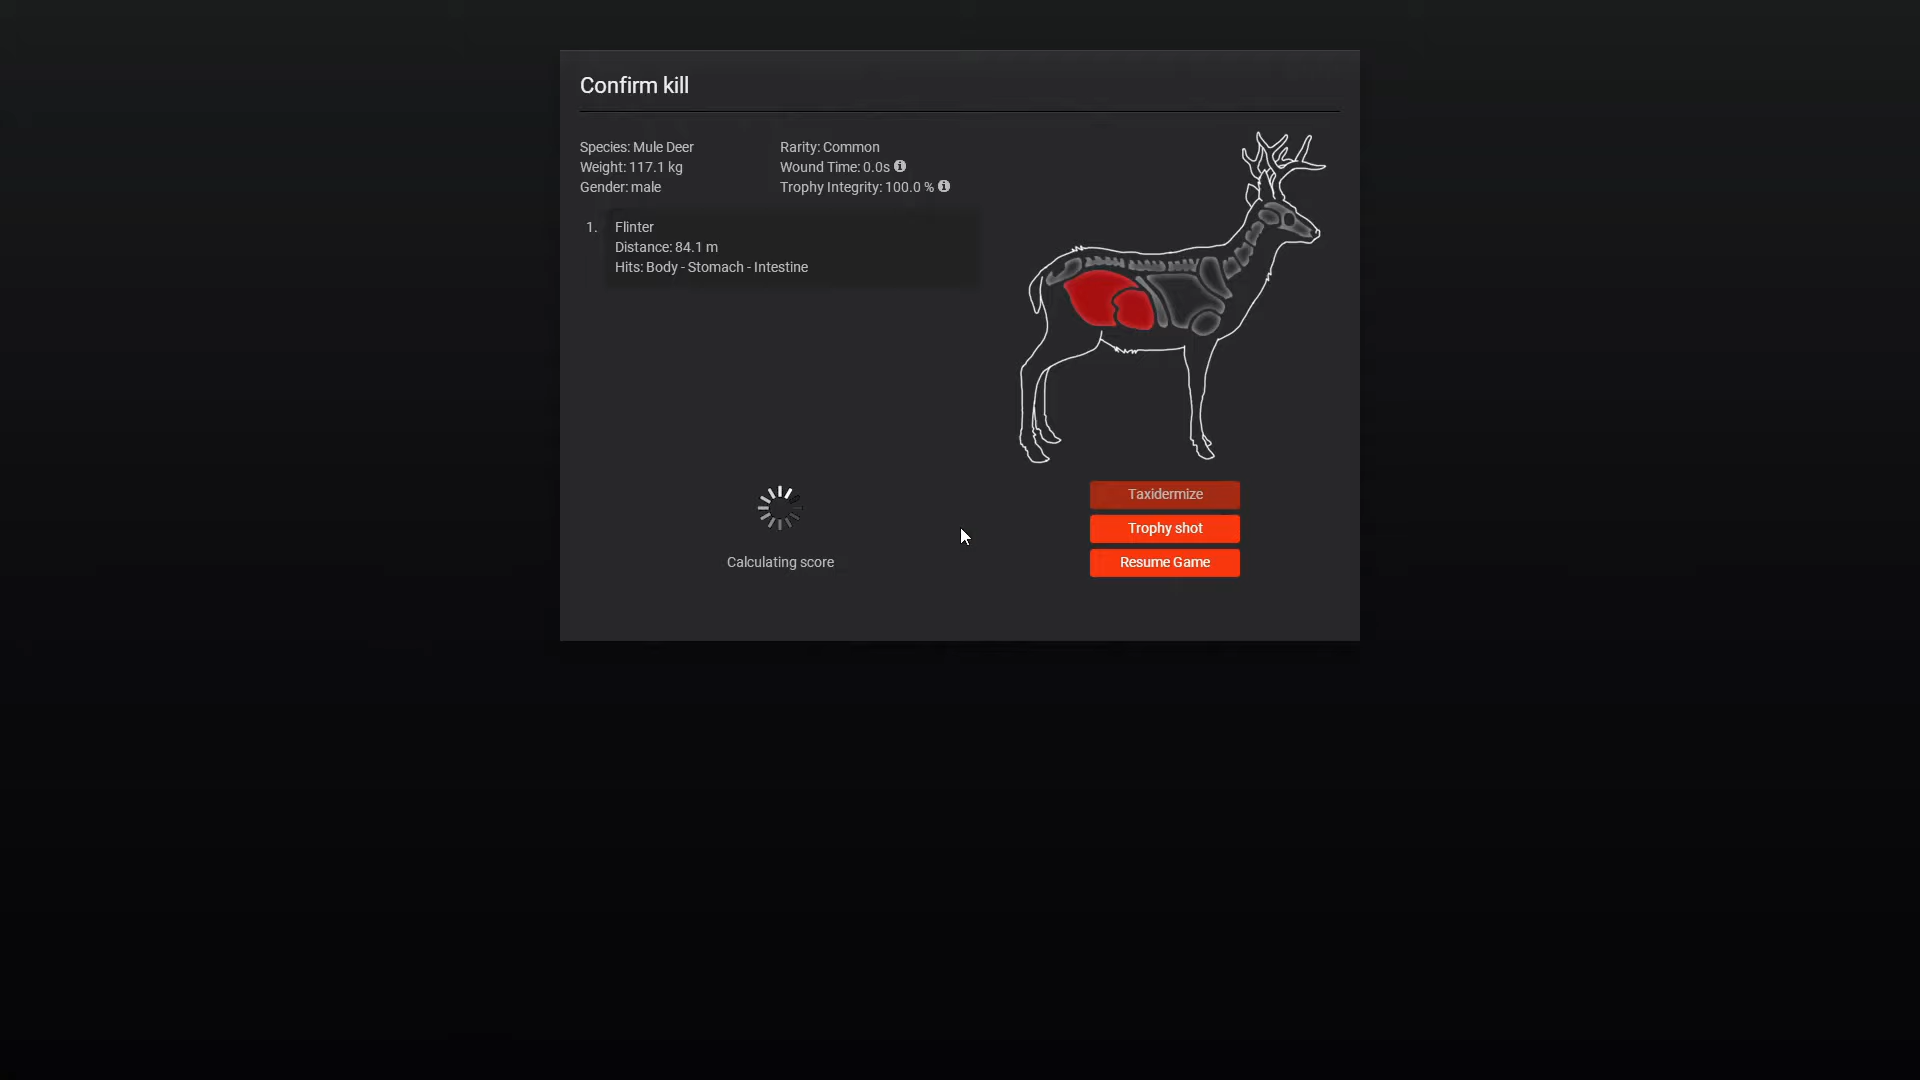 Confirm kill
Species: Mule Deer
Weight: 117.1 kg
Gender: male
Rarity: Common
Wound Time: 0.0s
Trophy Integrity: 100.0 %
1.
Flinter
Distance: 84.1 m
Hits: Body - Stomach - Intestine
Calculating score
Taxidermize
Trophy shot
Resume Game